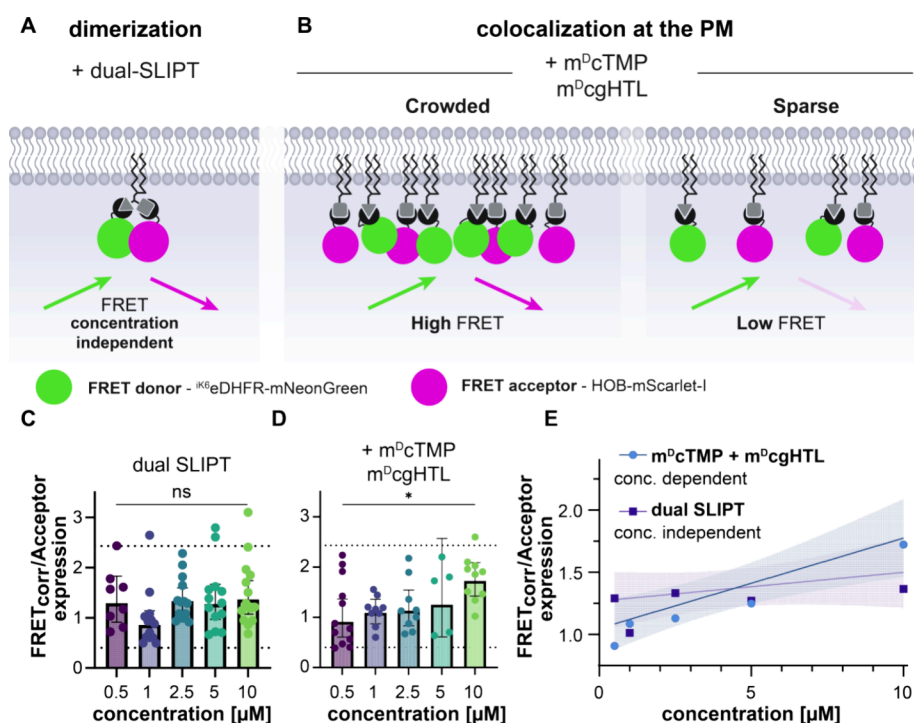 A
dimerization
+ dual-SLIPT
B
colocalization at the PM
+ mᴰcTMP
mᴰcgHTL
Crowded
Sparse
FRET
concentration
independent
High FRET
Low FRET
FRET donor - ⁱᴷ⁶eDHFR-mNeonGreen
FRET acceptor - HOB-mScarlet-I
C
dual SLIPT
ns
FRETcorr/Acceptor
expression
3
2
1
0
0.5
1
2.5
5
10
concentration [µM]
D
+ mᴰcTMP
mᴰcgHTL
*
3
2
1
0
0.5
1
2.5
5
10
concentration [µM]
E
mᴰcTMP + mᴰcgHTL
conc. dependent
dual SLIPT
conc. independent
FRETcorr/Acceptor
expression
2.0
1.5
1.0
0
5
10
concentration [µM]